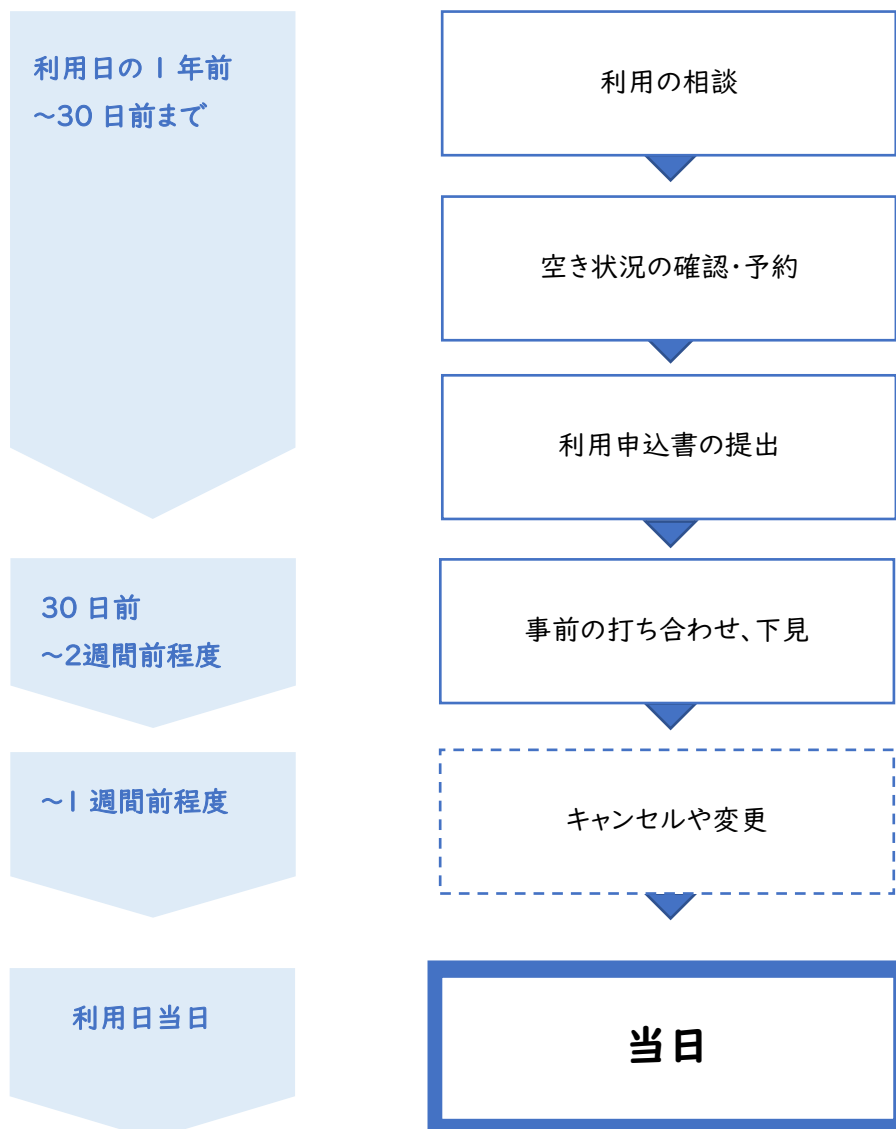 利用日の1年前
~30日前まで
利用の相談
空き状況の確認・予約
利用申込書の提出
30日前
~2週間前程度
事前の打ち合わせ、下見
~1週間前程度
キャンセルや変更
利用日当日
当日